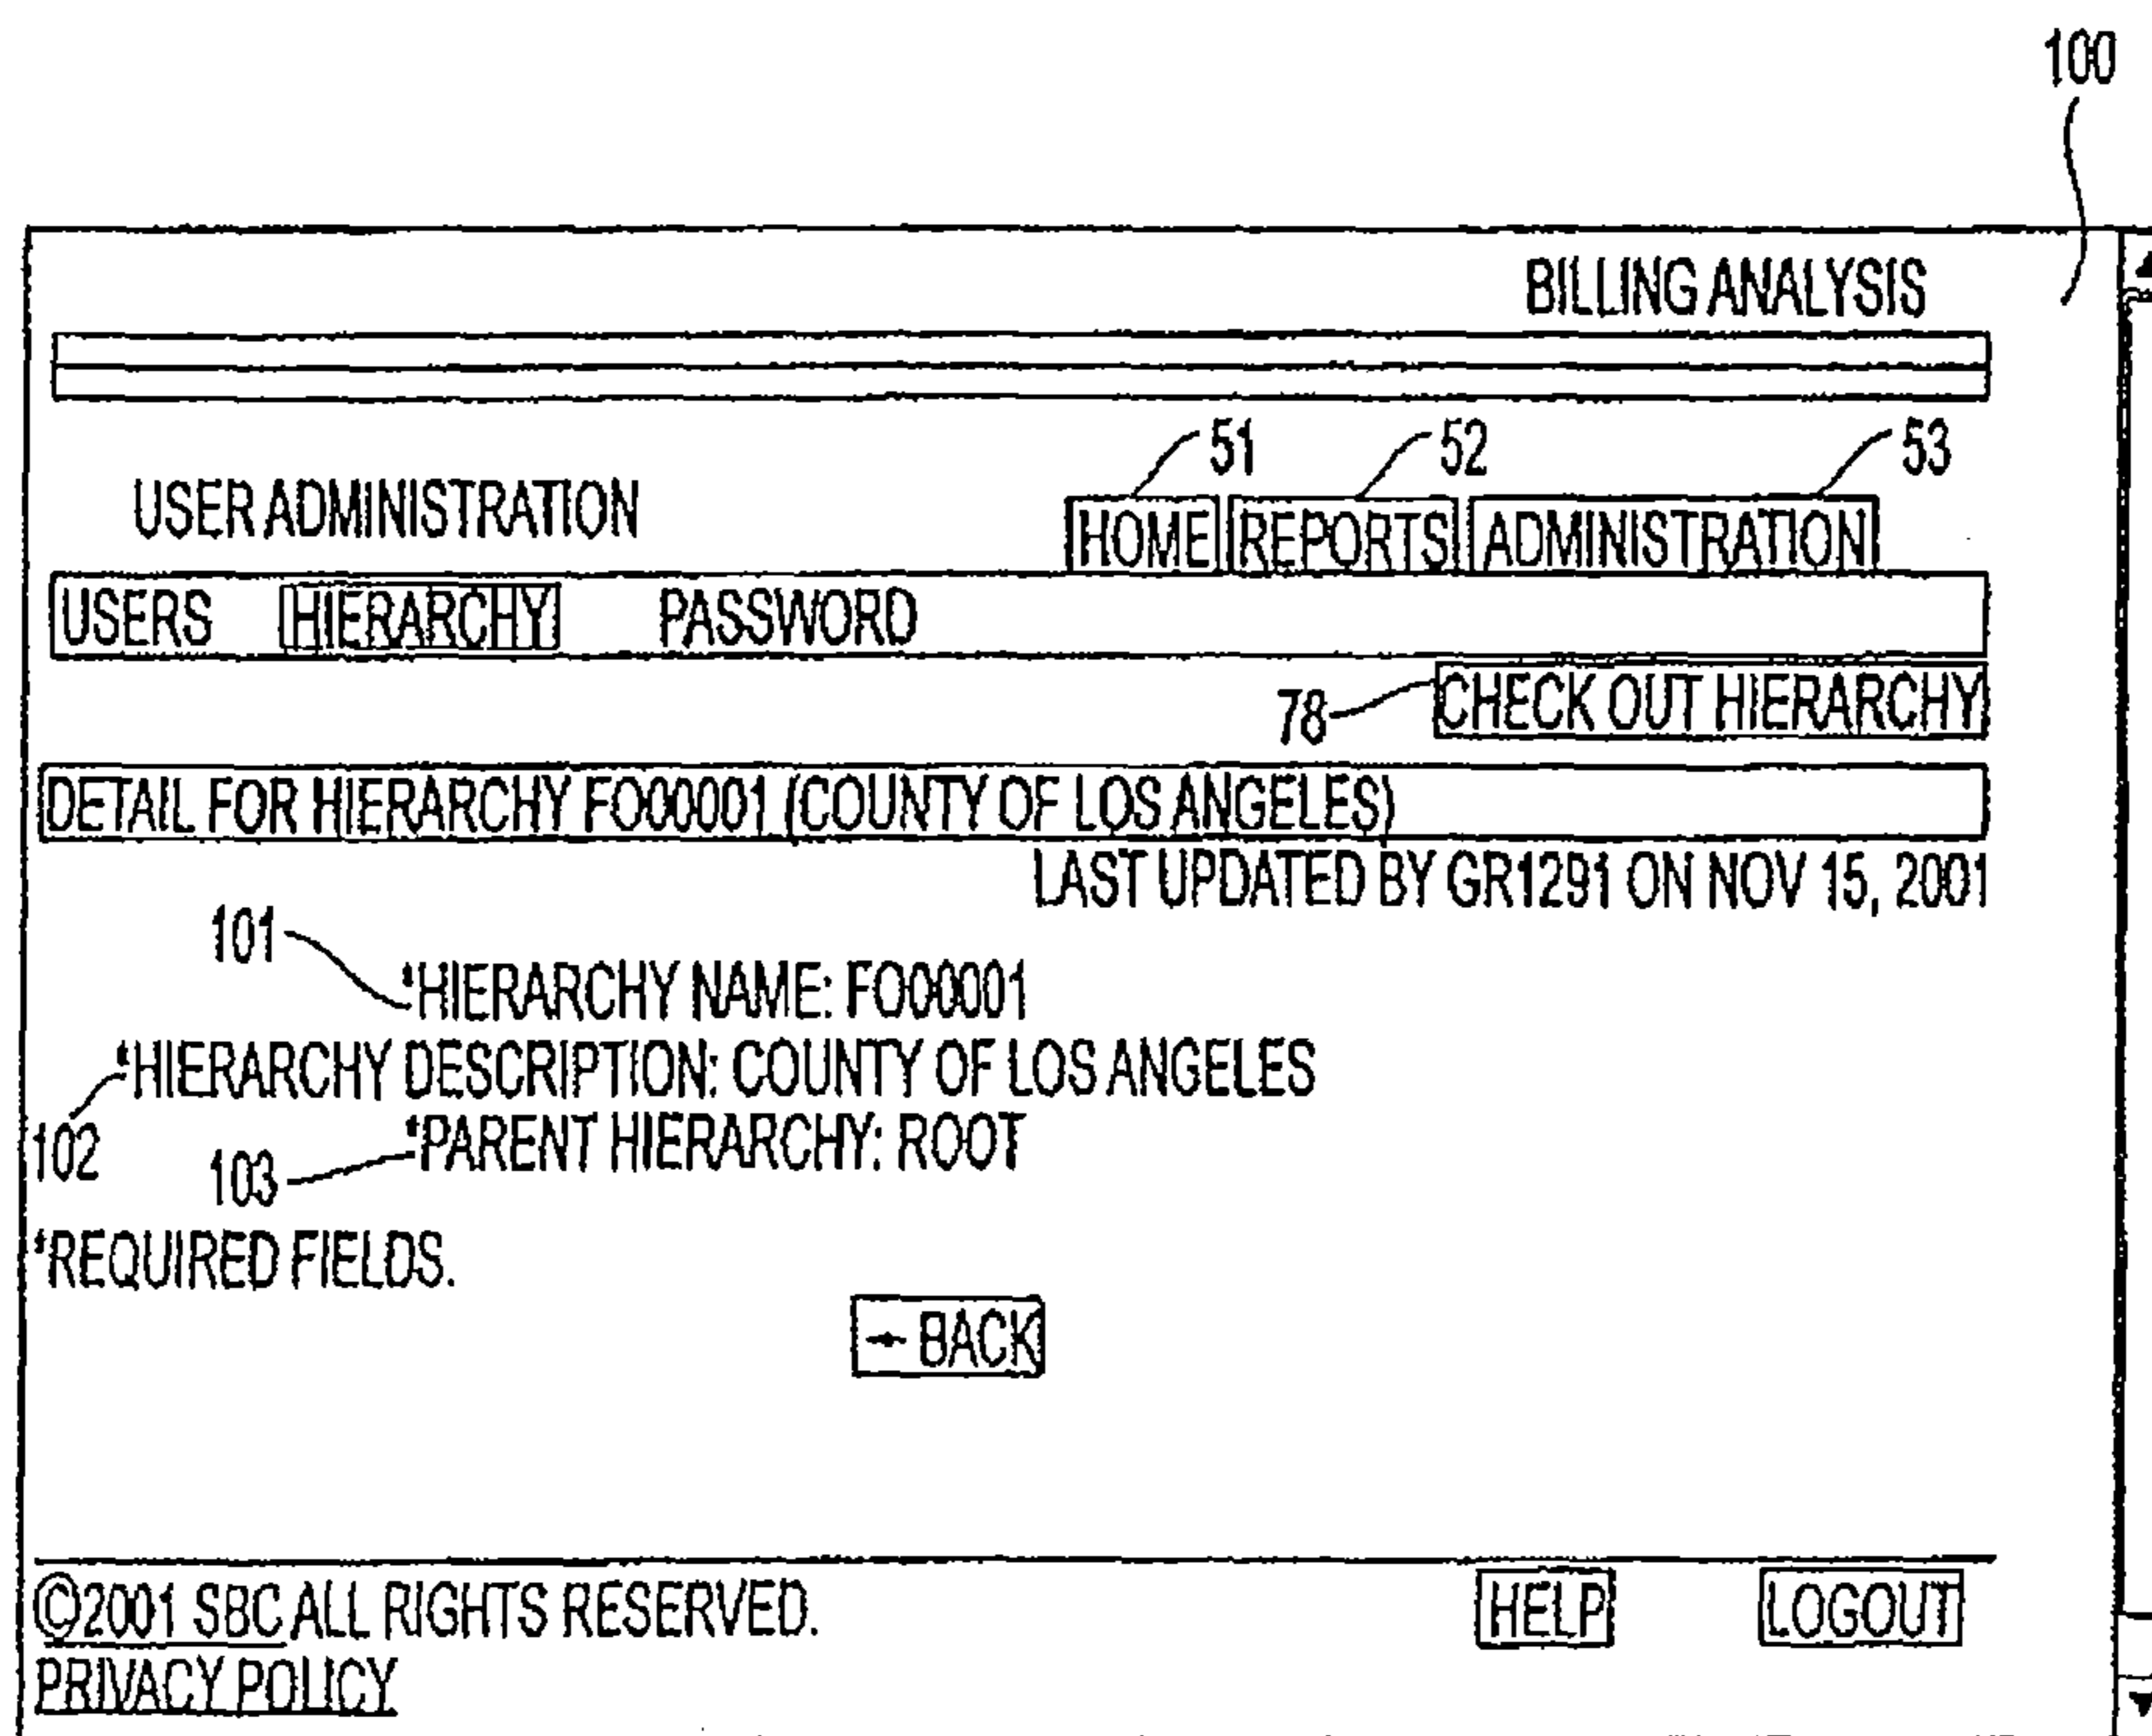 100
BILLING ANALYSIS
51 52 53
USER ADMINISTRATION HOME REPORTS ADMINISTRATION
USERS HIERARCHY PASSWORD
78 CHECK OUT HIERARCHY
DETAIL FOR HIERARCHY FO00001 (COUNTY OF LOS ANGELES)
LAST UPDATED BY GR1291 ON NOV 15, 2001
101
*HIERARCHY NAME: FO00001
*HIERARCHY DESCRIPTION: COUNTY OF LOS ANGELES
102
103 *PARENT HIERARCHY: ROOT
*REQUIRED FIELDS.
BACK
©2001 SBC ALL RIGHTS RESERVED. HELP LOGOUT
PRIVACY POLICY